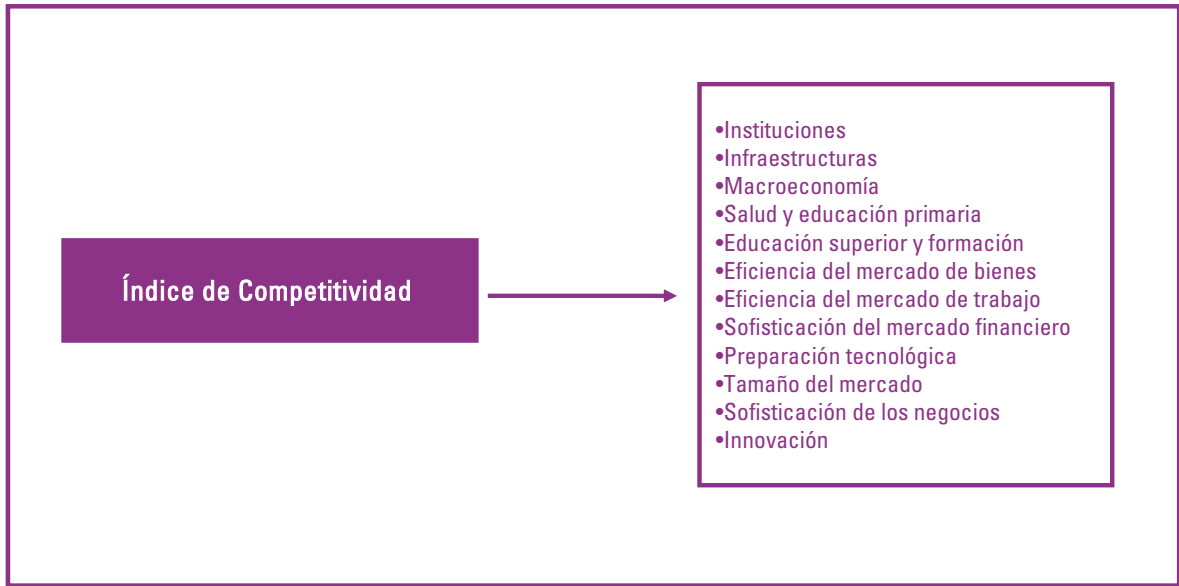 Índice de Competitividad
•Instituciones
•Infraestructuras
•Macroeconomía
•Salud y educación primaria
•Educación superior y formación
•Eficiencia del mercado de bienes
•Eficiencia del mercado de trabajo
•Sofisticación del mercado financiero
•Preparación tecnológica
•Tamaño del mercado
•Sofisticación de los negocios
•Innovación